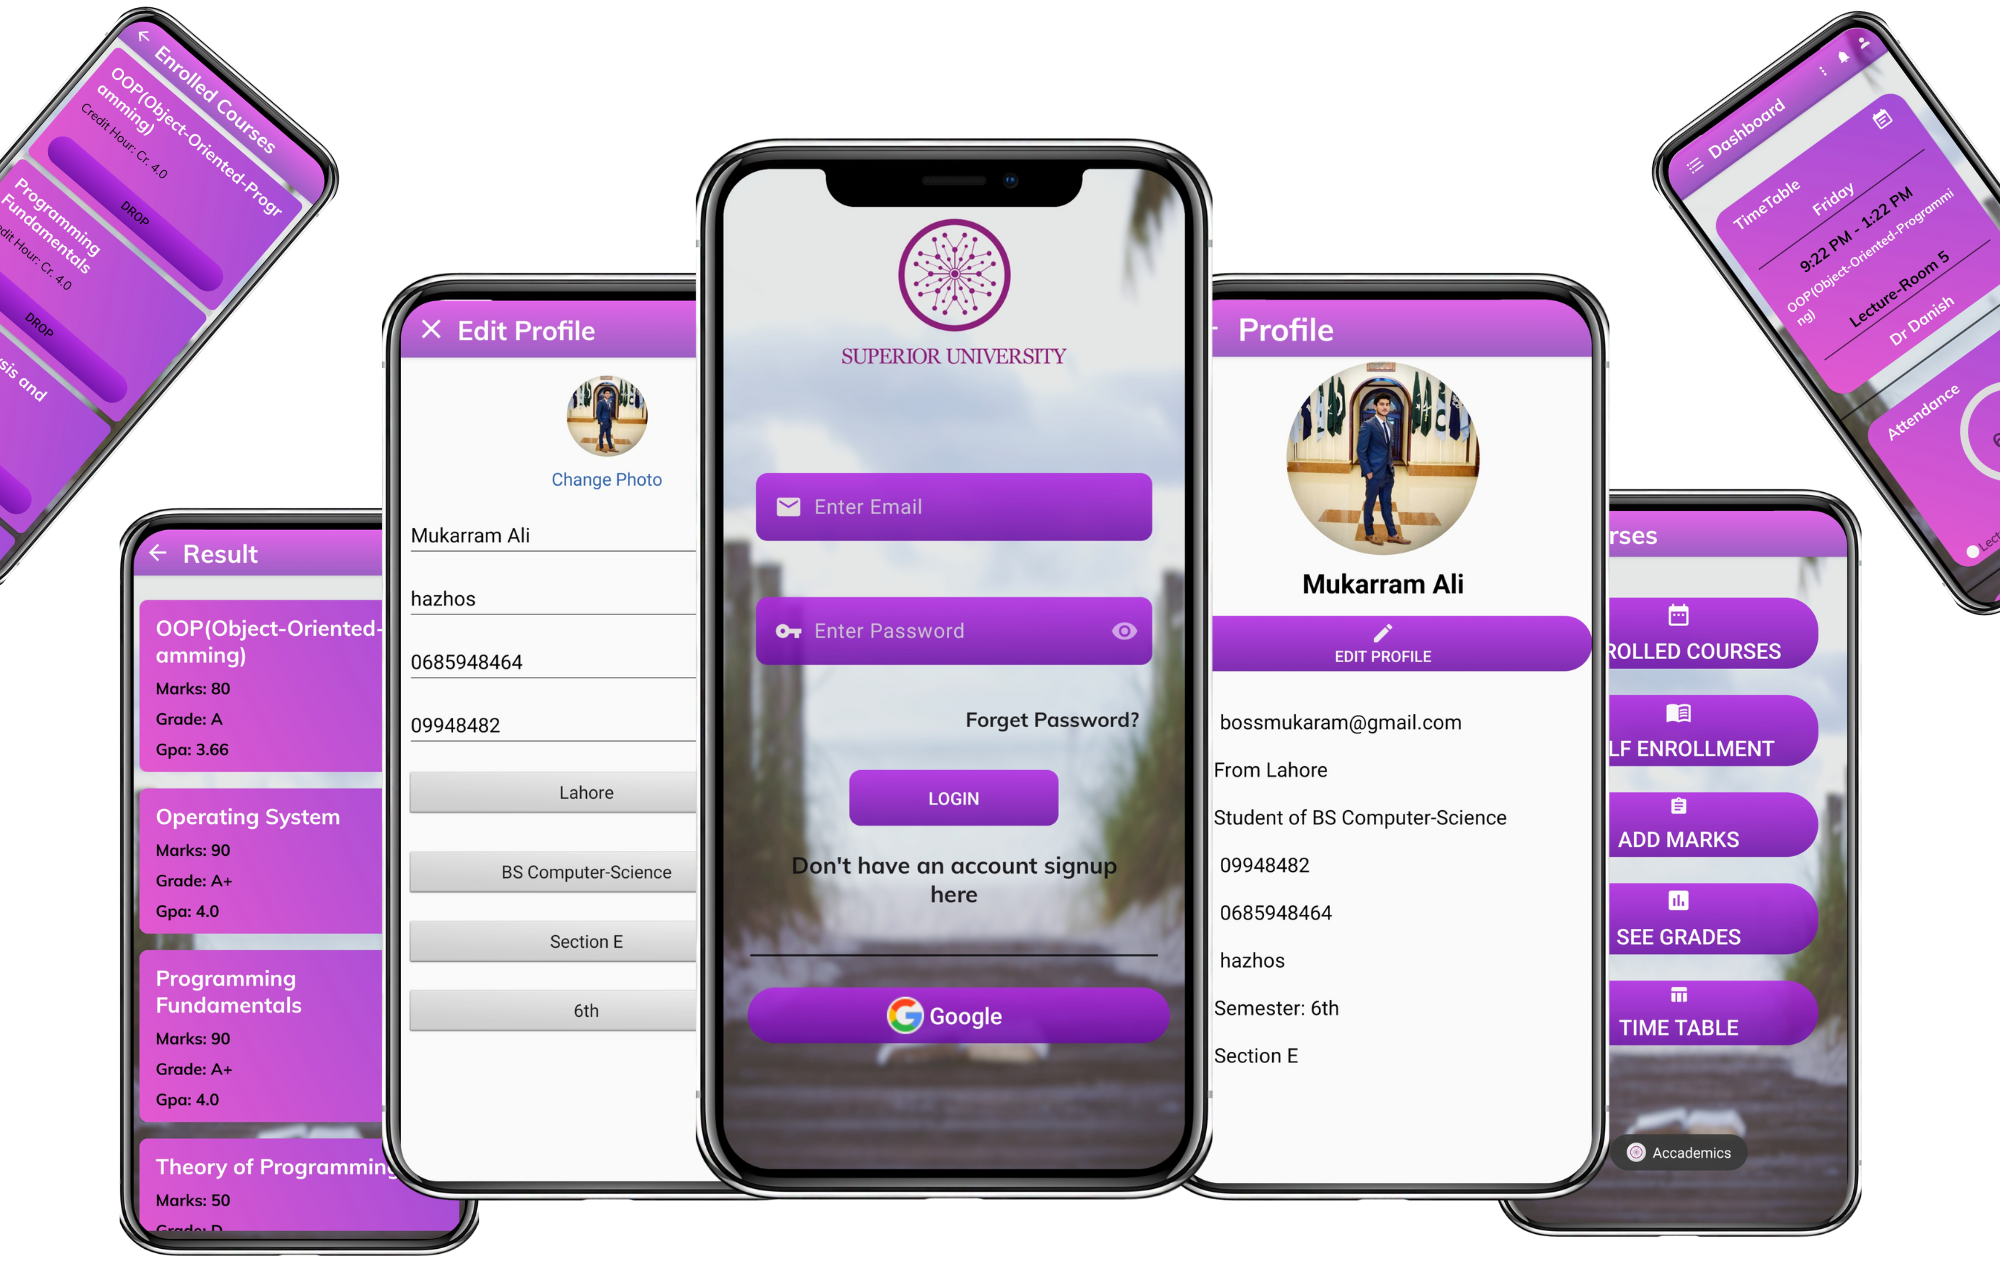 Enrolled Courses
OOP(Object-Oriented-Progr
amming)
Credit Hour: Cr. 4.0
DROP
Programming
Fundamentals
Hour: Cr. 4.0
DROP
and
Result
OOP(Object-Oriented-
amming)
Marks: 80
Grade: A
Gpa: 3.66
Operating System
Marks: 90
Grade: A+
Gpa: 4.0
Programming
Fundamentals
Marks: 90
Grade: A+
Gpa: 4.0
Theory of Programming
Marks: 50
Grade: D
Edit Profile
Change Photo
Mukarram Ali
hazhos
0685948464
09948482
Lahore
BS Computer-Science
Section E
6th
SUPERIOR UNIVERSITY
Enter Email
Enter Password
Forget Password?
LOGIN
Don't have an account signup
here
Google
Profile
Mukarram Ali
EDIT PROFILE
bossmukaram@gmail.com
From Lahore
Student of BS Computer-Science
09948482
0685948464
hazhos
Semester: 6th
Section E
rses
ROLLED COURSES
LF ENROLLMENT
ADD MARKS
SEE GRADES
TIME TABLE
Accademics
Dashboard
TimeTable
Friday
9:22 PM - 1:22 PM
OOP(Object-Oriented-Programmi
ng)
Lecture-Room 5
Dr Danish
Attendance
Lect